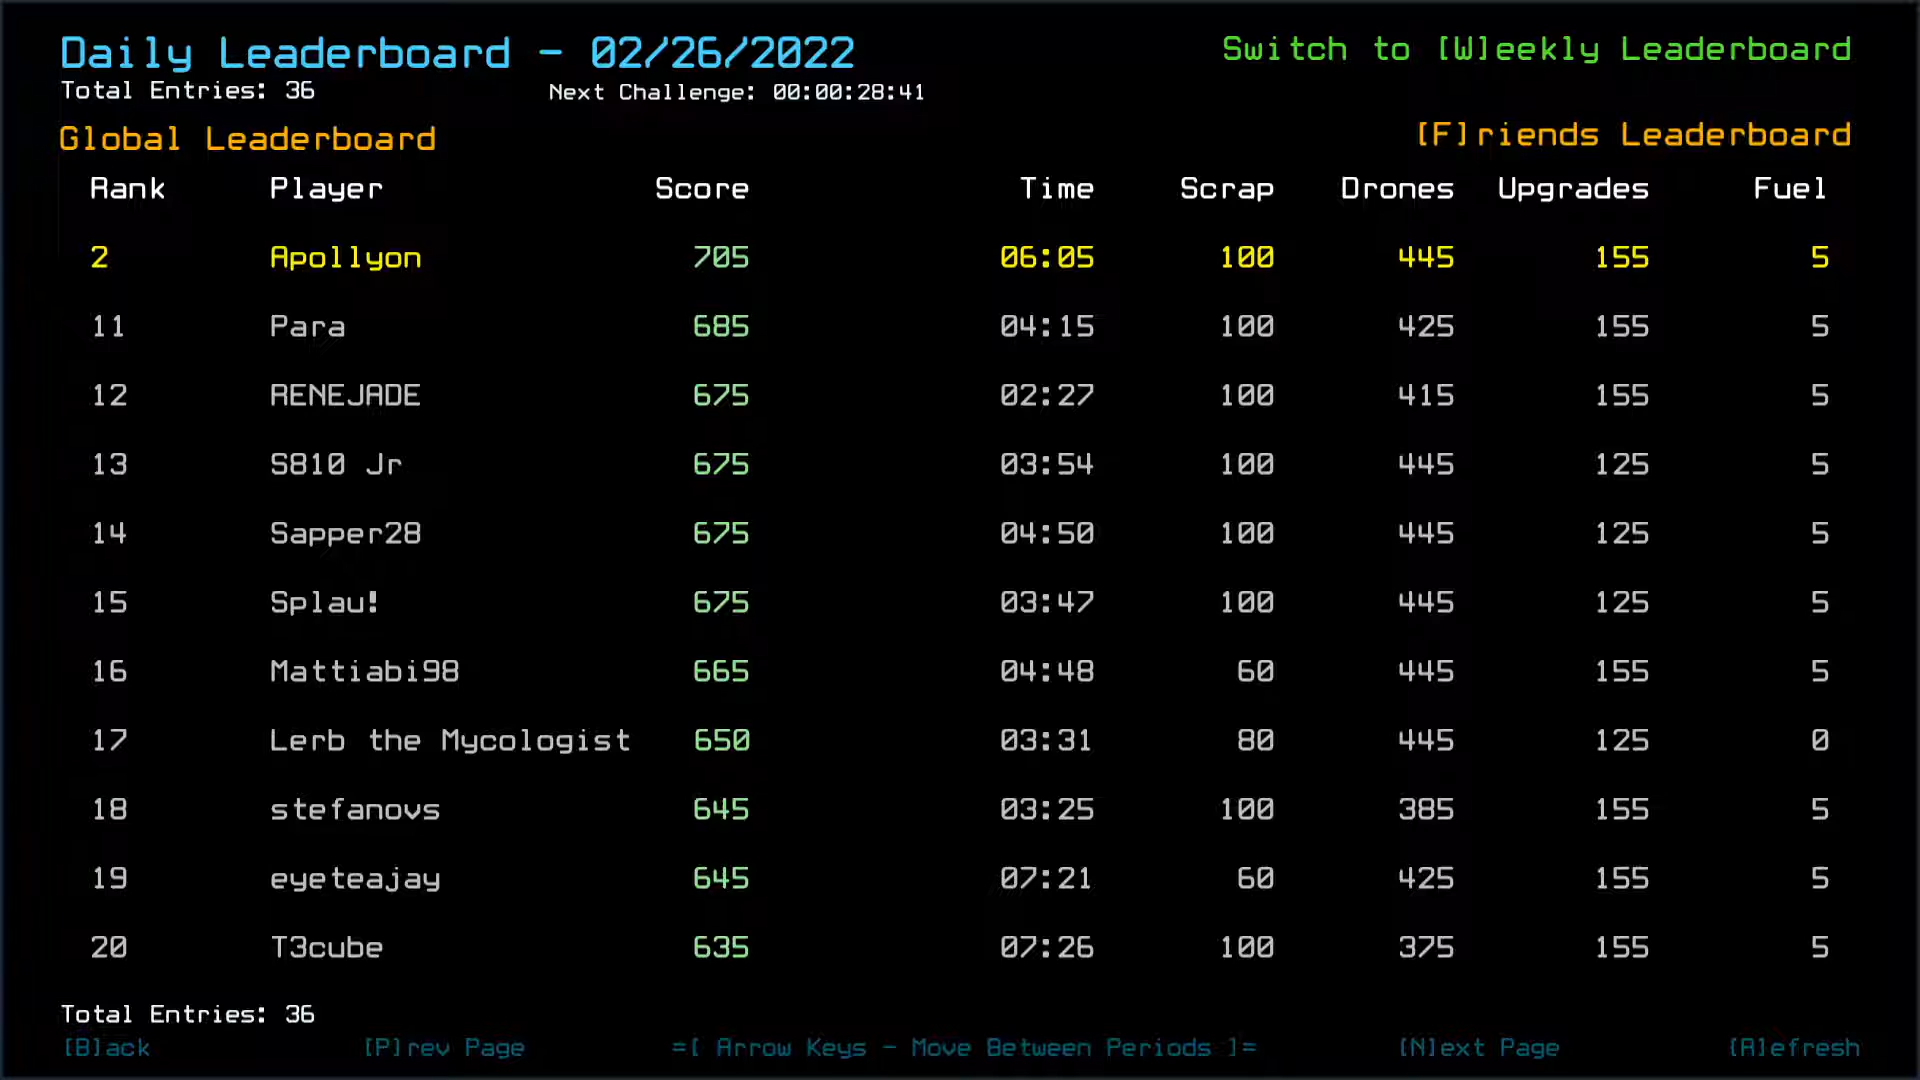 Daily Leaderboard - 02/26/2022
Switch to [W]eekly Leaderboard
Total Entries: 36
Next Challenge: 00:00:28:41
Global Leaderboard
[F]riends Leaderboard
Rank Player Score Time Scrap Drones Upgrades Fuel
2 Apollyon 705 06:05 100 445 155 5
11 Para 685 04:15 100 425 155 5
12 RENEJADE 675 02:27 100 415 155 5
13 S810 Jr 675 03:54 100 445 125 5
14 Sapper28 675 04:50 100 445 125 5
15 Splau! 675 03:47 100 445 125 5
16 Mattiabi98 665 04:48 60 445 155 5
17 Lerb the Mycologist 650 03:31 80 445 125 0
18 stefanovs 645 03:25 100 385 155 5
19 eyeteajay 645 07:21 60 425 155 5
20 T3cube 635 07:26 100 375 155 5
Total Entries: 36
[B]ack [P]rev Page =[ Arrow Keys - Move Between Periods ]= [N]ext Page [R]efresh